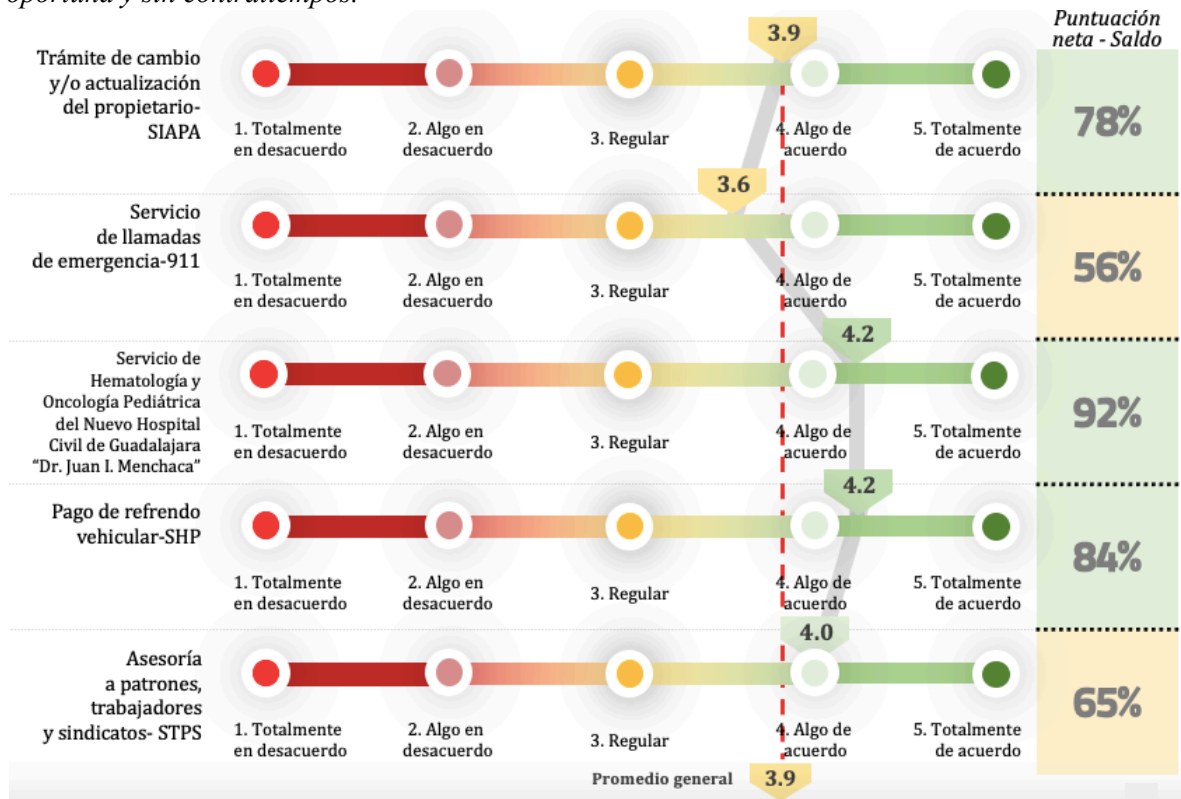 oportuna y sin contratiempos.
Puntuación
neta - Saldo
3.9
Trámite de cambio
y/o actualización
del propietario-
SIAPA
1. Totalmente
en desacuerdo
2. Algo en
desacuerdo
3. Regular
4. Algo de
acuerdo
5. Totalmente
de acuerdo
78%
3.6
Servicio
de llamadas
de emergencia-911
1. Totalmente
en desacuerdo
2. Algo en
desacuerdo
3. Regular
4. Algo de
acuerdo
5. Totalmente
de acuerdo
56%
4.2
Servicio de
Hematología y
Oncología Pediátrica
del Nuevo Hospital
Civil de Guadalajara
“Dr. Juan I. Menchaca”
1. Totalmente
en desacuerdo
2. Algo en
desacuerdo
3. Regular
4. Algo de
acuerdo
5. Totalmente
de acuerdo
92%
4.2
Pago de refrendo
vehicular-SHP
1. Totalmente
en desacuerdo
2. Algo en
desacuerdo
3. Regular
4. Algo de
acuerdo
5. Totalmente
de acuerdo
84%
4.0
Asesoría
a patrones,
trabajadores
y sindicatos- STPS
1. Totalmente
en desacuerdo
2. Algo en
desacuerdo
3. Regular
4. Algo de
acuerdo
5. Totalmente
de acuerdo
65%
Promedio general
3.9